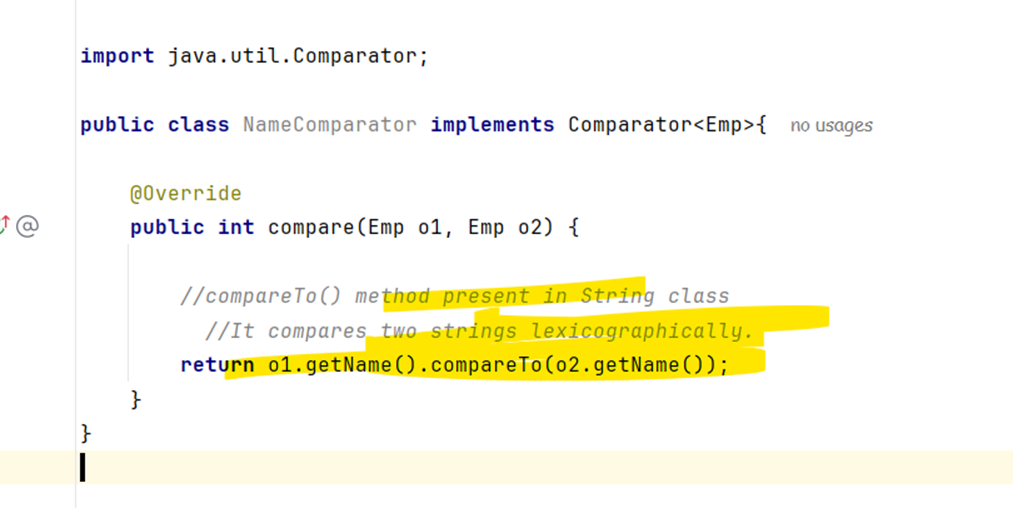 import java.util.Comparator;
public class NameComparator implements Comparator<Emp>{ no usages
@Override
@ public int compare(Emp o1, Emp o2) {
//compareTo() method present in String class
//It compares two strings lexicographically.
return o1.getName().compareTo(o2.getName());
}
}